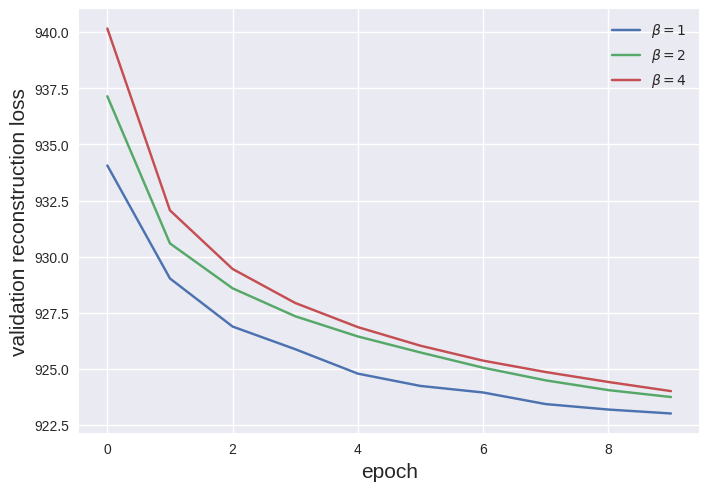 validation reconstruction loss
940.0
937.5
935.0
932.5
930.0
927.5
925.0
922.5
β = 1
β = 2
β = 4
0
2
4
6
8
epoch